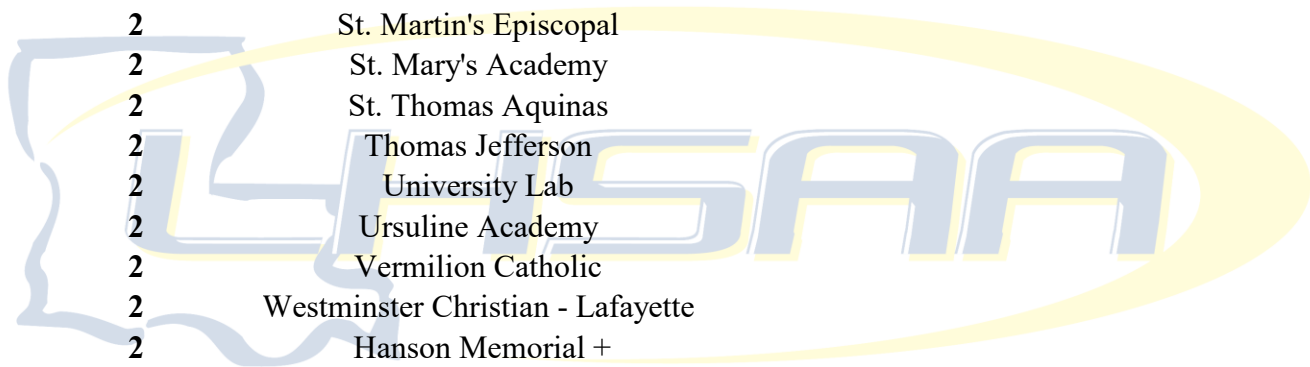 2 St. Martin's Episcopal
2 St. Mary's Academy
2 St. Thomas Aquinas
2 Thomas Jefferson
2 University Lab
2 Ursuline Academy
2 Vermilion Catholic
2 Westminster Christian - Lafayette
2 Hanson Memorial +
LHSAA